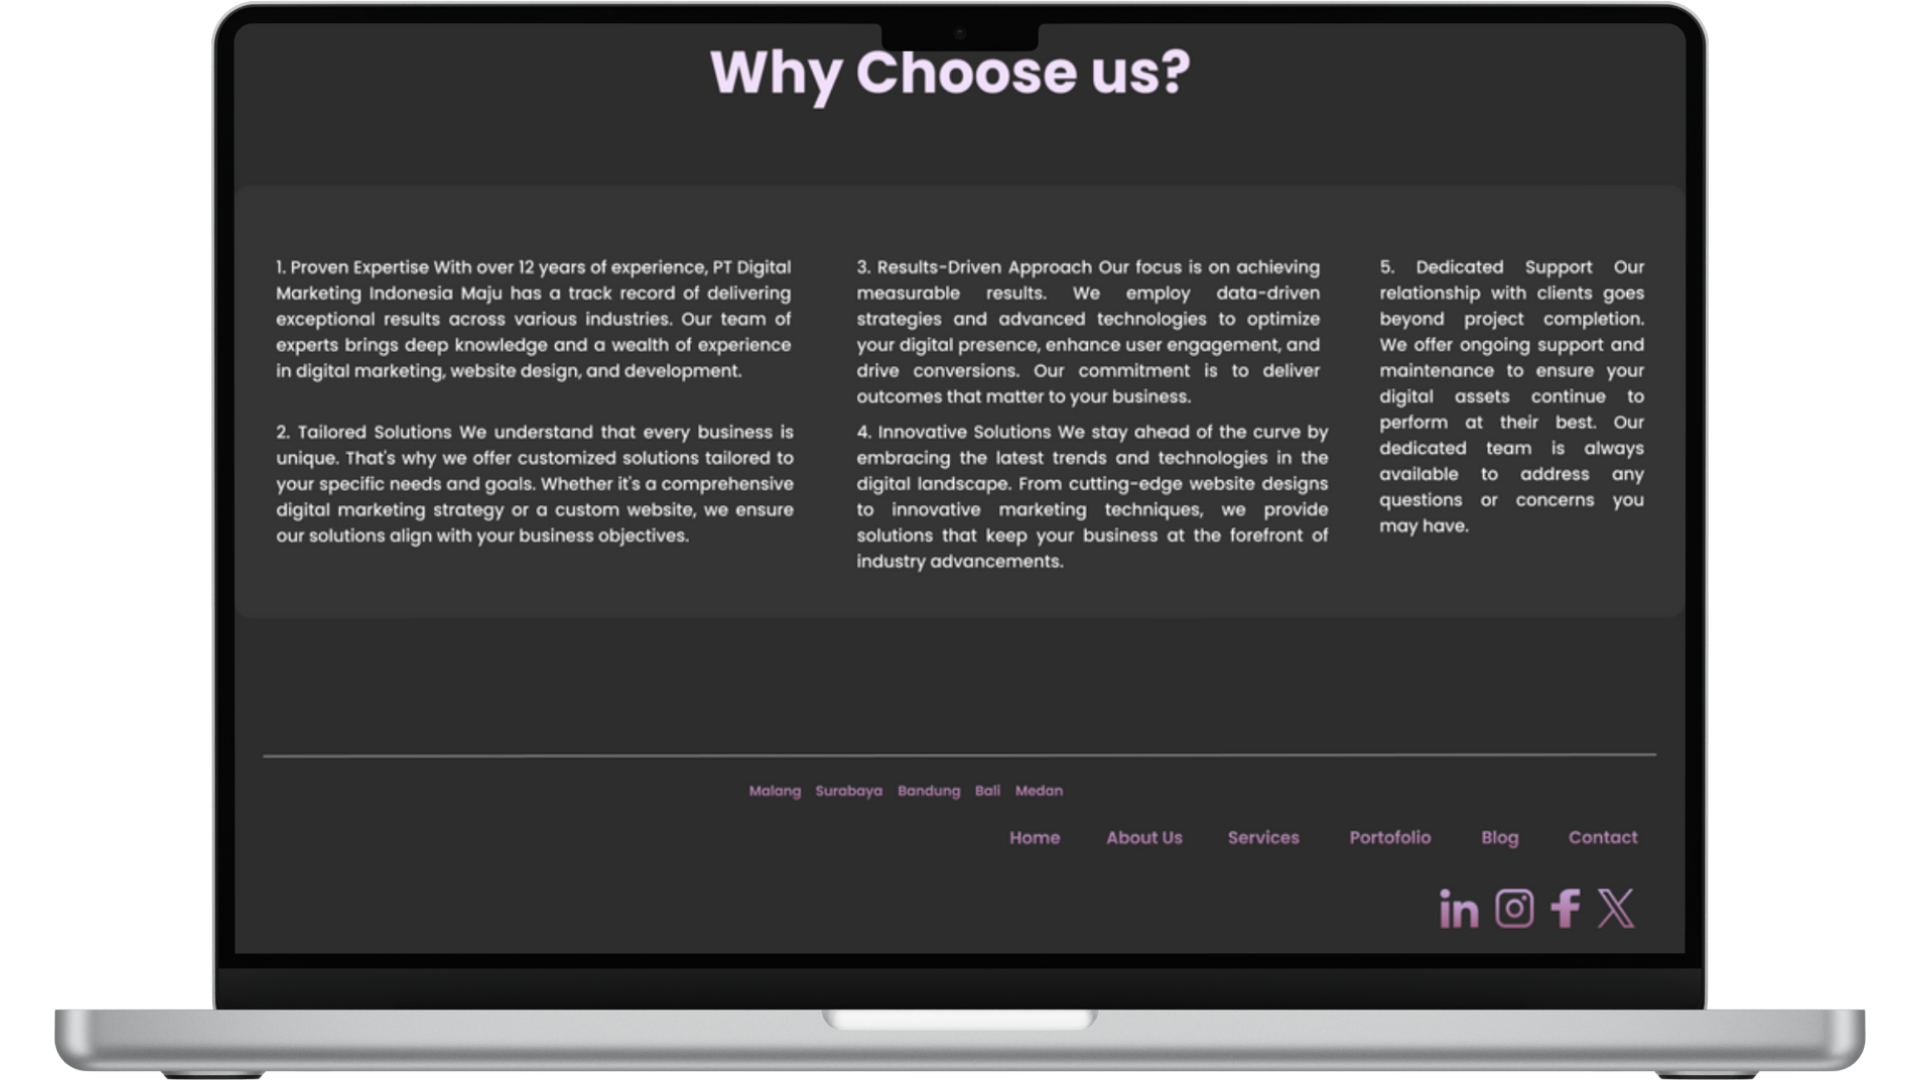 Why Choose us?
1. Proven Expertise With over 12 years of experience, PT Digital
Marketing Indonesia Maju has a track record of delivering
exceptional results across various industries. Our team of
experts brings deep knowledge and a wealth of experience
in digital marketing, website design, and development.
2. Tailored Solutions We understand that every business is
unique. That's why we offer customized solutions tailored to
your specific needs and goals. Whether it's a comprehensive
digital marketing strategy or a custom website, we ensure
our solutions align with your business objectives.
3. Results-Driven Approach Our focus is on achieving
measurable results. We employ data-driven
strategies and advanced technologies to optimize
your digital presence, enhance user engagement, and
drive conversions. Our commitment is to deliver
outcomes that matter to your business.
4. Innovative Solutions We stay ahead of the curve by
embracing the latest trends and technologies in the
digital landscape. From cutting-edge website designs
to innovative marketing techniques, we provide
solutions that keep your business at the forefront of
industry advancements.
5. Dedicated Support Our
relationship with clients goes
beyond project completion.
We offer ongoing support and
maintenance to ensure your
digital assets continue to
perform at their best. Our
dedicated team is always
available to address any
questions or concerns you
may have.
Malang Surabaya Bandung Bali Medan
Home About Us Services Portofolio Blog Contact